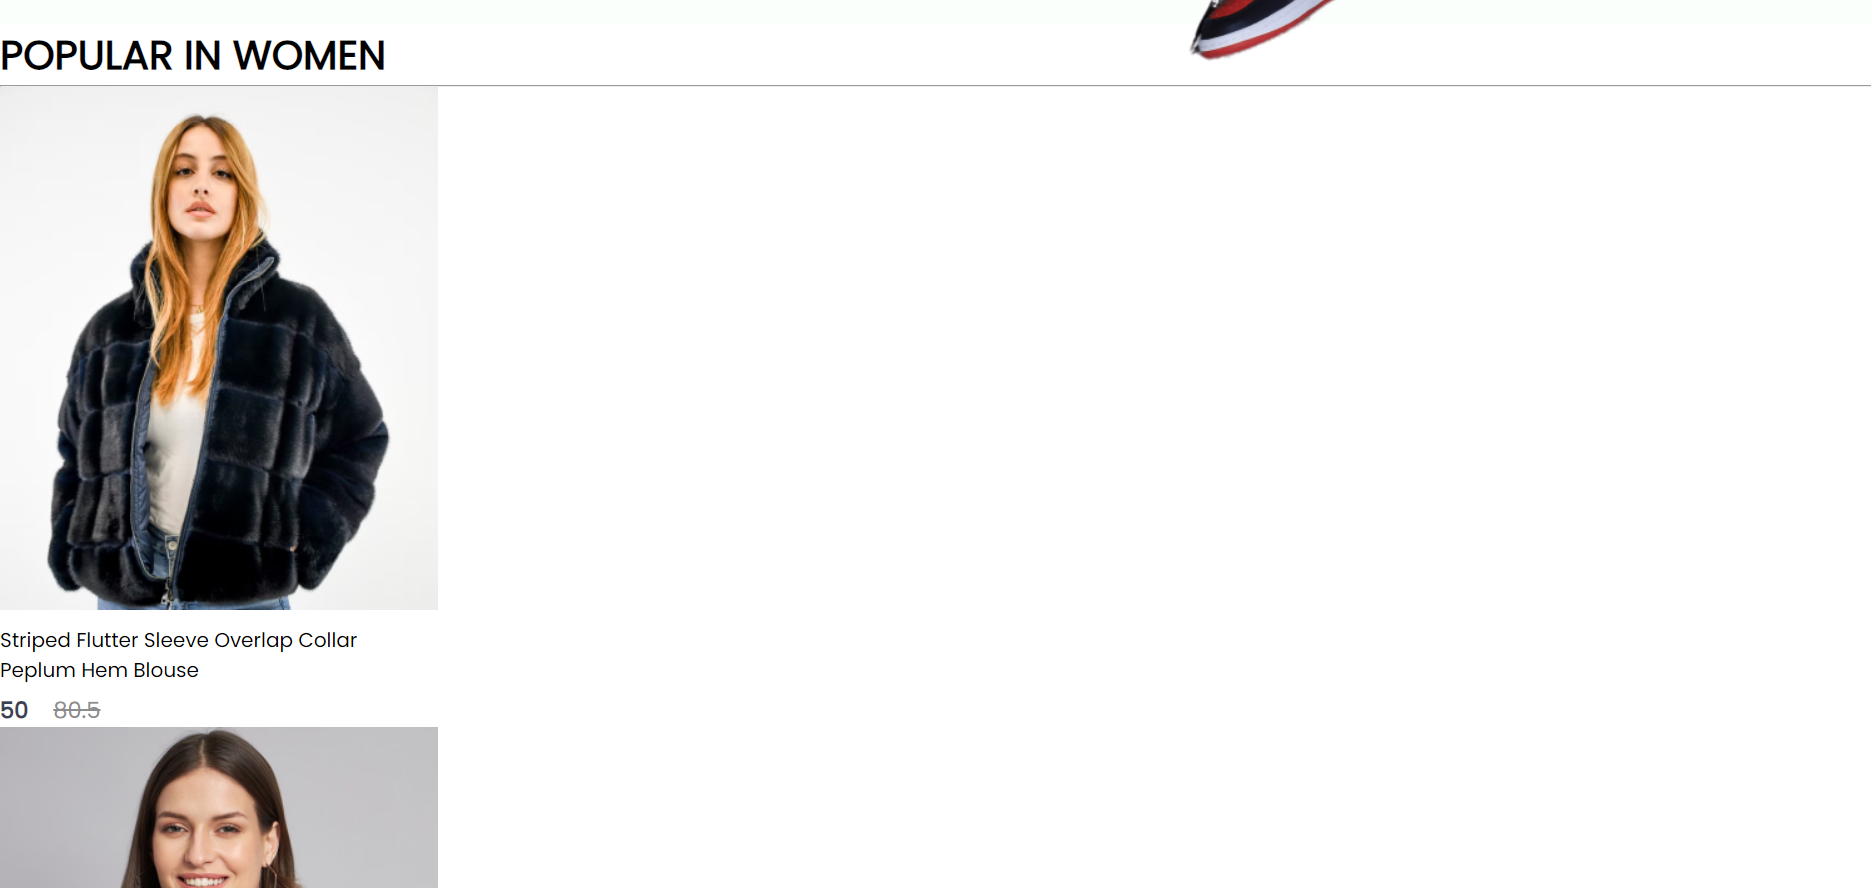 POPULAR IN WOMEN
Striped Flutter Sleeve Overlap Collar
Peplum Hem Blouse
50 80.5